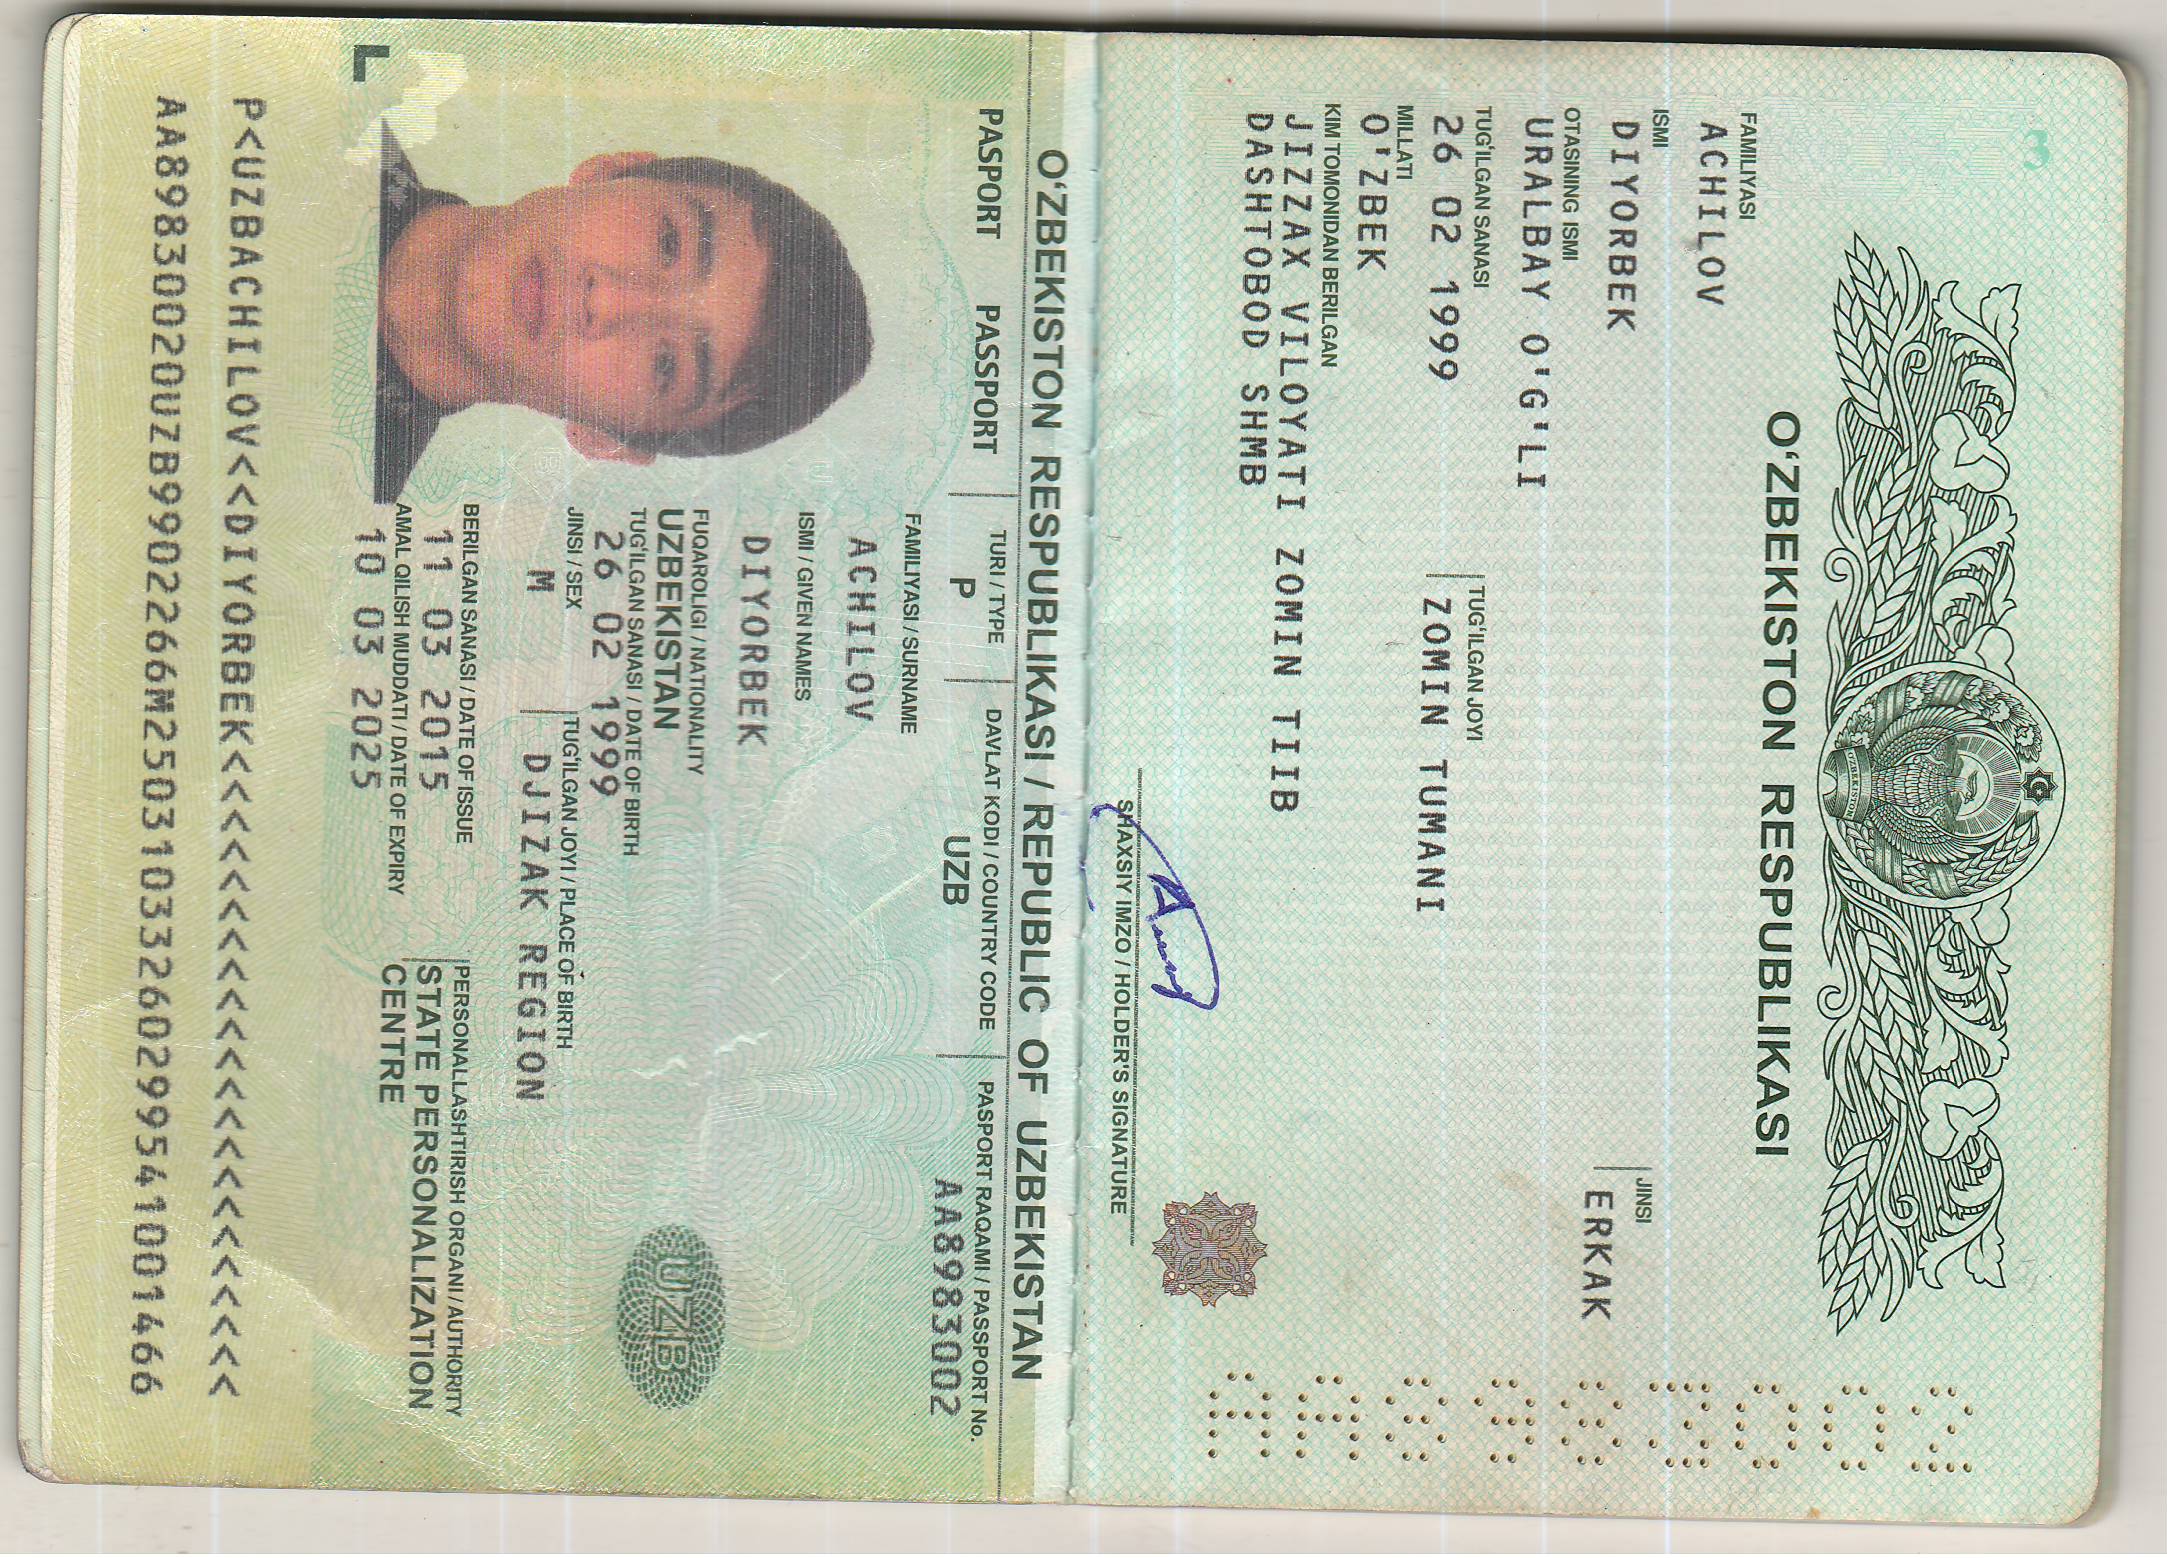 O'ZBEKISTON
O'ZBEKISTON RESPUBLIKASI
FAMILIYASI
ACHILOV
ISMI
DIYORBEK
JINSI
ERKAK
OTASINING ISMI
URALBAY O'G'LI
TUG'ILGAN SANASI
26 02 1999
TUG'ILGAN JOYI
ZOMIN TUMANI
MILLATI
O'ZBEK
KIM TOMONIDAN BERILGAN
JIZZAX VILOYATI ZOMIN TIIB
DASHTOBOD SHMB
SHAXSIY IMZO / HOLDER'S SIGNATURE
O'ZBEKISTON RESPUBLIKASI / REPUBLIC OF UZBEKISTAN
PASPORT PASSPORT
TURI / TYPE
P
DAVLAT KODI / COUNTRY CODE
UZB
PASPORT RAQAMI / PASSPORT No.
AA8983002
FAMILIYASI / SURNAME
ACHILOV
ISMI / GIVEN NAMES
DIYORBEK
FUQAROLIGI / NATIONALITY
UZBEKISTAN
UZB
TUG'ILGAN SANASI / DATE OF BIRTH
26 02 1999
JINSI / SEX
M
TUG'ILGAN JOYI / PLACE OF BIRTH
DJIZAK REGION
BERILGAN SANASI / DATE OF ISSUE
11 03 2015
PERSONALLASHTIRISH ORGANI / AUTHORITY
STATE PERSONALIZATION
CENTRE
AMAL QILISH MUDDATI / DATE OF EXPIRY
10 03 2025
L
P<UZBACHILOV<<DIYORBEK<<<<<<<<<<<<<<<<<<<<<<
AA89830020UZB9902266M25031033260299541001466